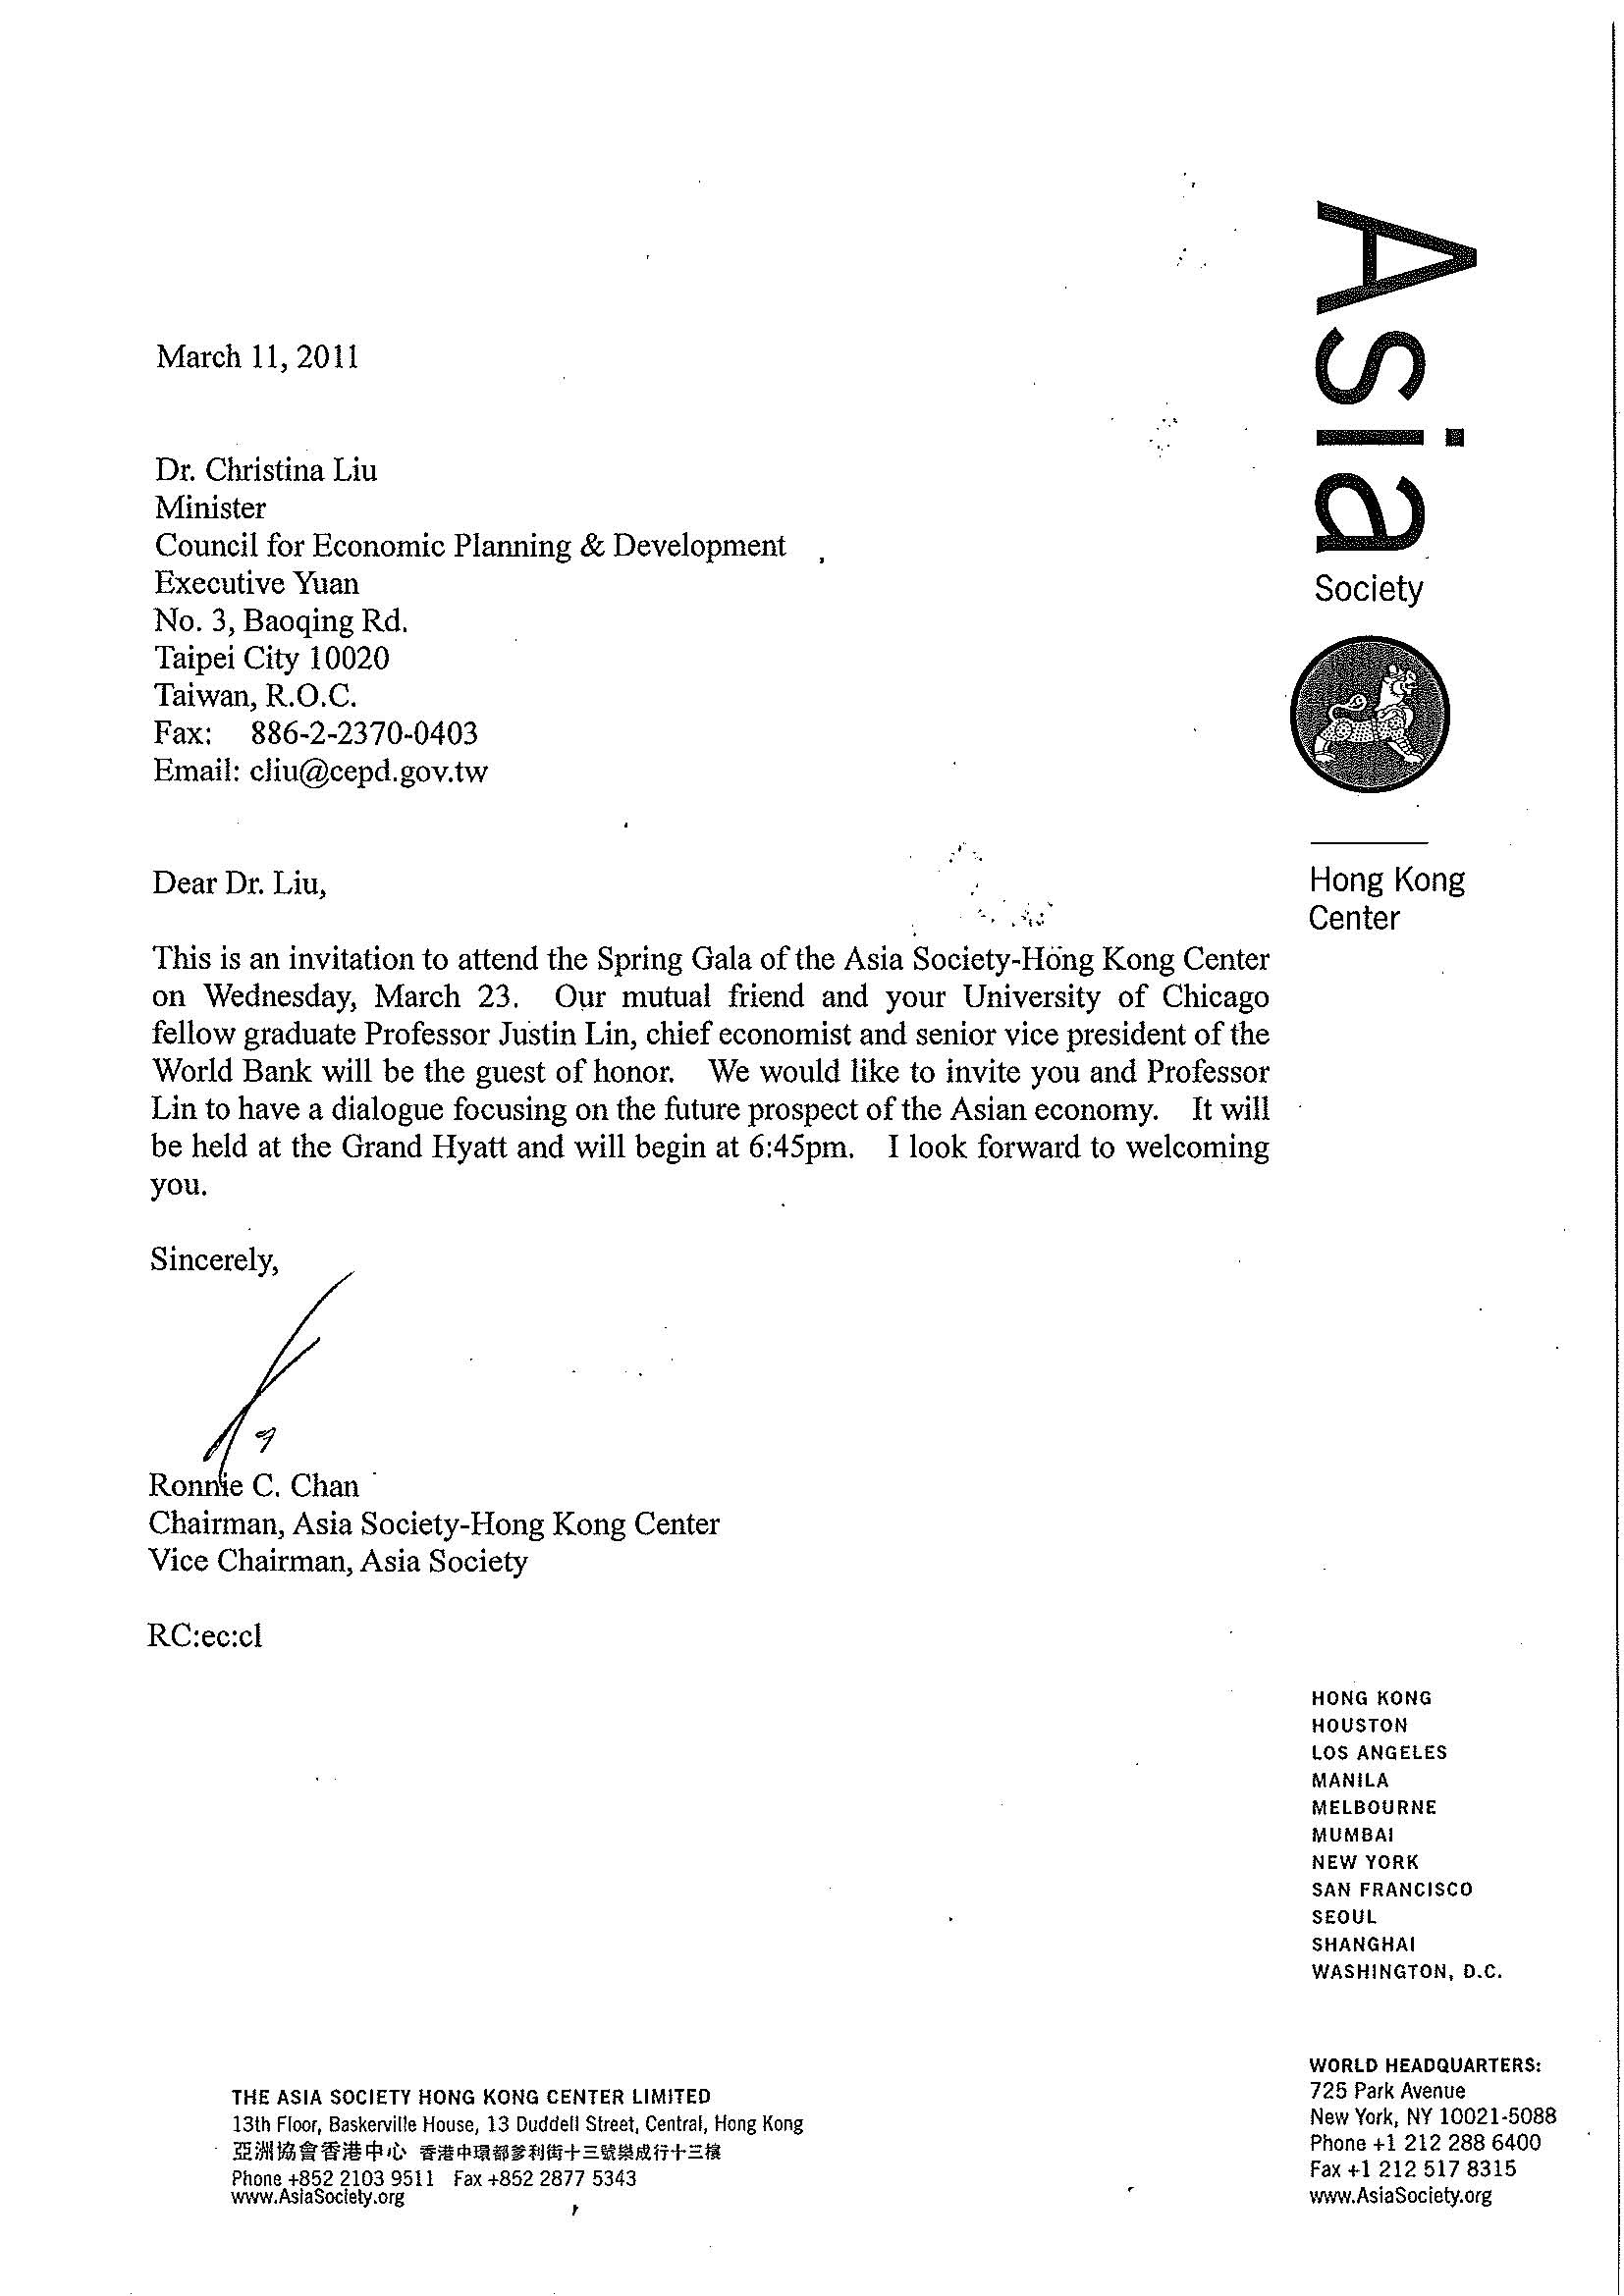 Asia
Society
Hong Kong
Center
March 11, 2011
Dr. Christina Liu
Minister
Council for Economic Planning & Development
Executive Yuan
No. 3, Baoqing Rd.
Taipei City 10020
Taiwan, R.O.C.
Fax: 886-2-2370-0403
Email: cliu@cepd.gov.tw
Dear Dr. Liu,
This is an invitation to attend the Spring Gala of the Asia Society-Hong Kong Center
on Wednesday, March 23. Our mutual friend and your University of Chicago
fellow graduate Professor Justin Lin, chief economist and senior vice president of the
World Bank will be the guest of honor. We would like to invite you and Professor
Lin to have a dialogue focusing on the future prospect of the Asian economy. It will
be held at the Grand Hyatt and will begin at 6:45pm. I look forward to welcoming
you.
Sincerely,
Ronnie C. Chan
Chairman, Asia Society-Hong Kong Center
Vice Chairman, Asia Society
RC:ec:cl
HONG KONG
HOUSTON
LOS ANGELES
MANILA
MELBOURNE
MUMBAI
NEW YORK
SAN FRANCISCO
SEOUL
SHANGHAI
WASHINGTON, D.C.
WORLD HEADQUARTERS:
725 Park Avenue
New York, NY 10021-5088
Phone +1 212 288 6400
Fax +1 212 517 8315
www.AsiaSociety.org
THE ASIA SOCIETY HONG KONG CENTER LIMITED
13th Floor, Baskerville House, 13 Duddell Street, Central, Hong Kong
亞洲協會香港中心 香港中環都爹利街十三號樂成行十三樓
Phone +852 2103 9511 Fax +852 2877 5343
www.AsiaSociety.org